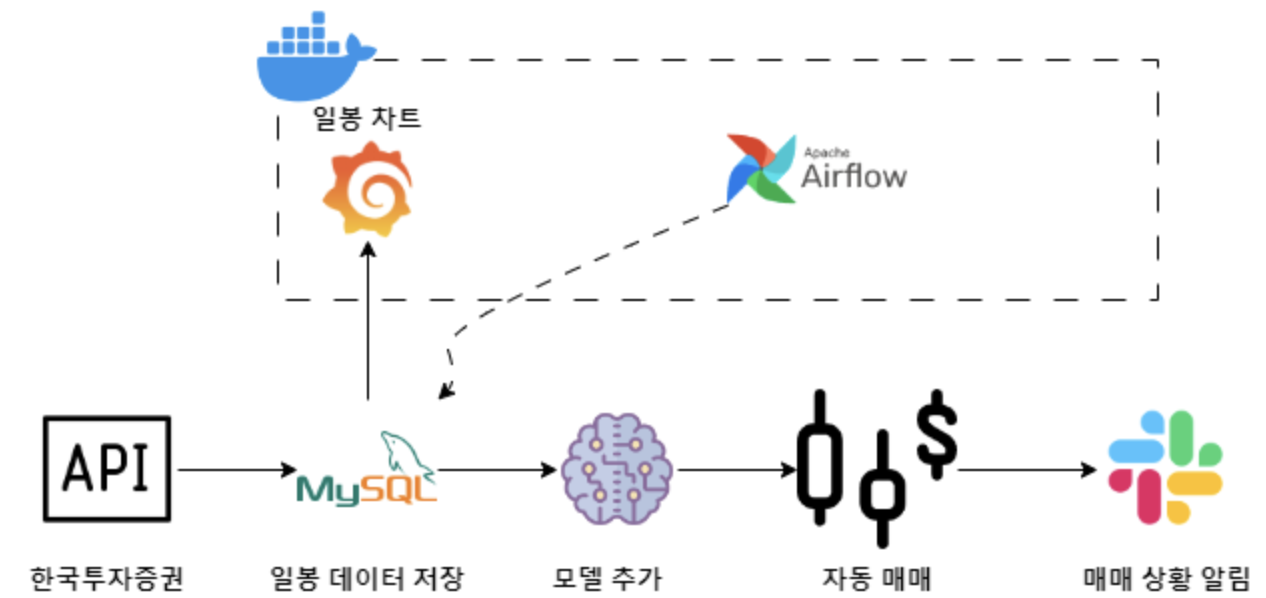 일봉 차트
Apache
Airflow
API
MySQL
$
한국투자증권
일봉 데이터 저장
모델 추가
자동 매매
매매 상황 알림